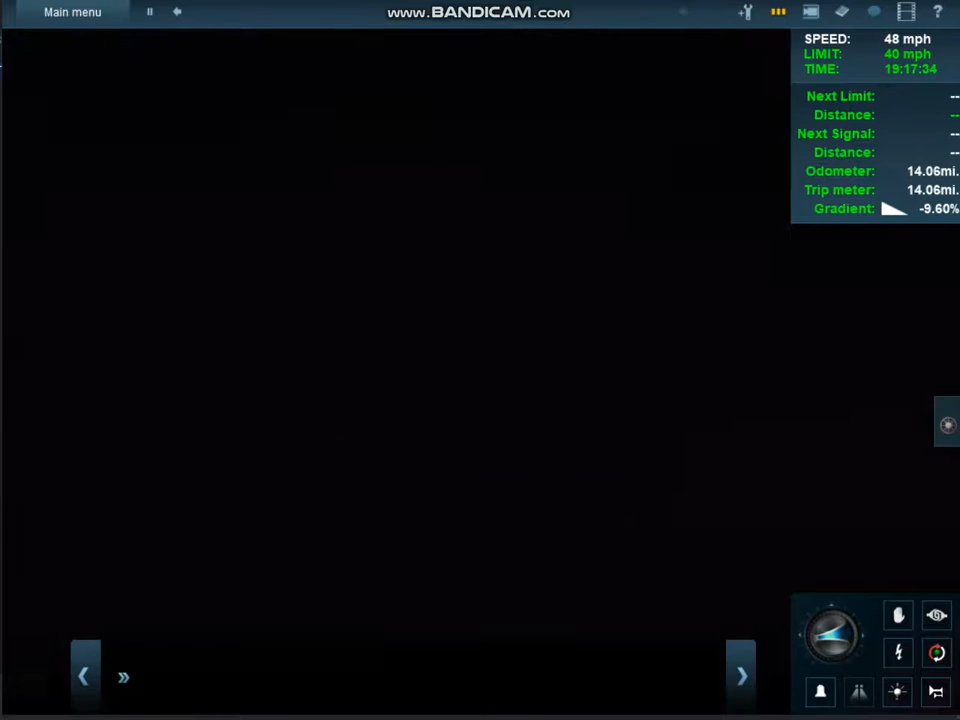 Main menu
www.BANDICAM.com
?
SPEED: 48 mph
LIMIT: 40 mph
TIME: 19:17:34
Next Limit: --
Distance: --
Next Signal: --
Distance: --
Odometer: 14.06mi.
Trip meter: 14.06mi.
Gradient: -9.60%